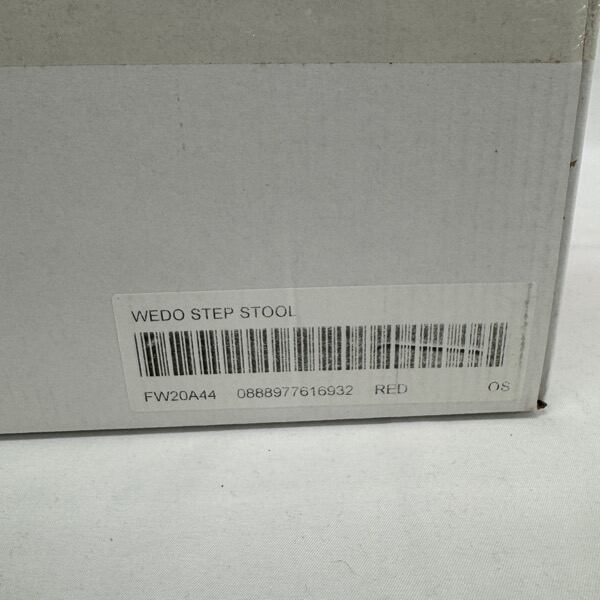 WEDO STEP STOOL
FW20A44 0888977616932 RED OS